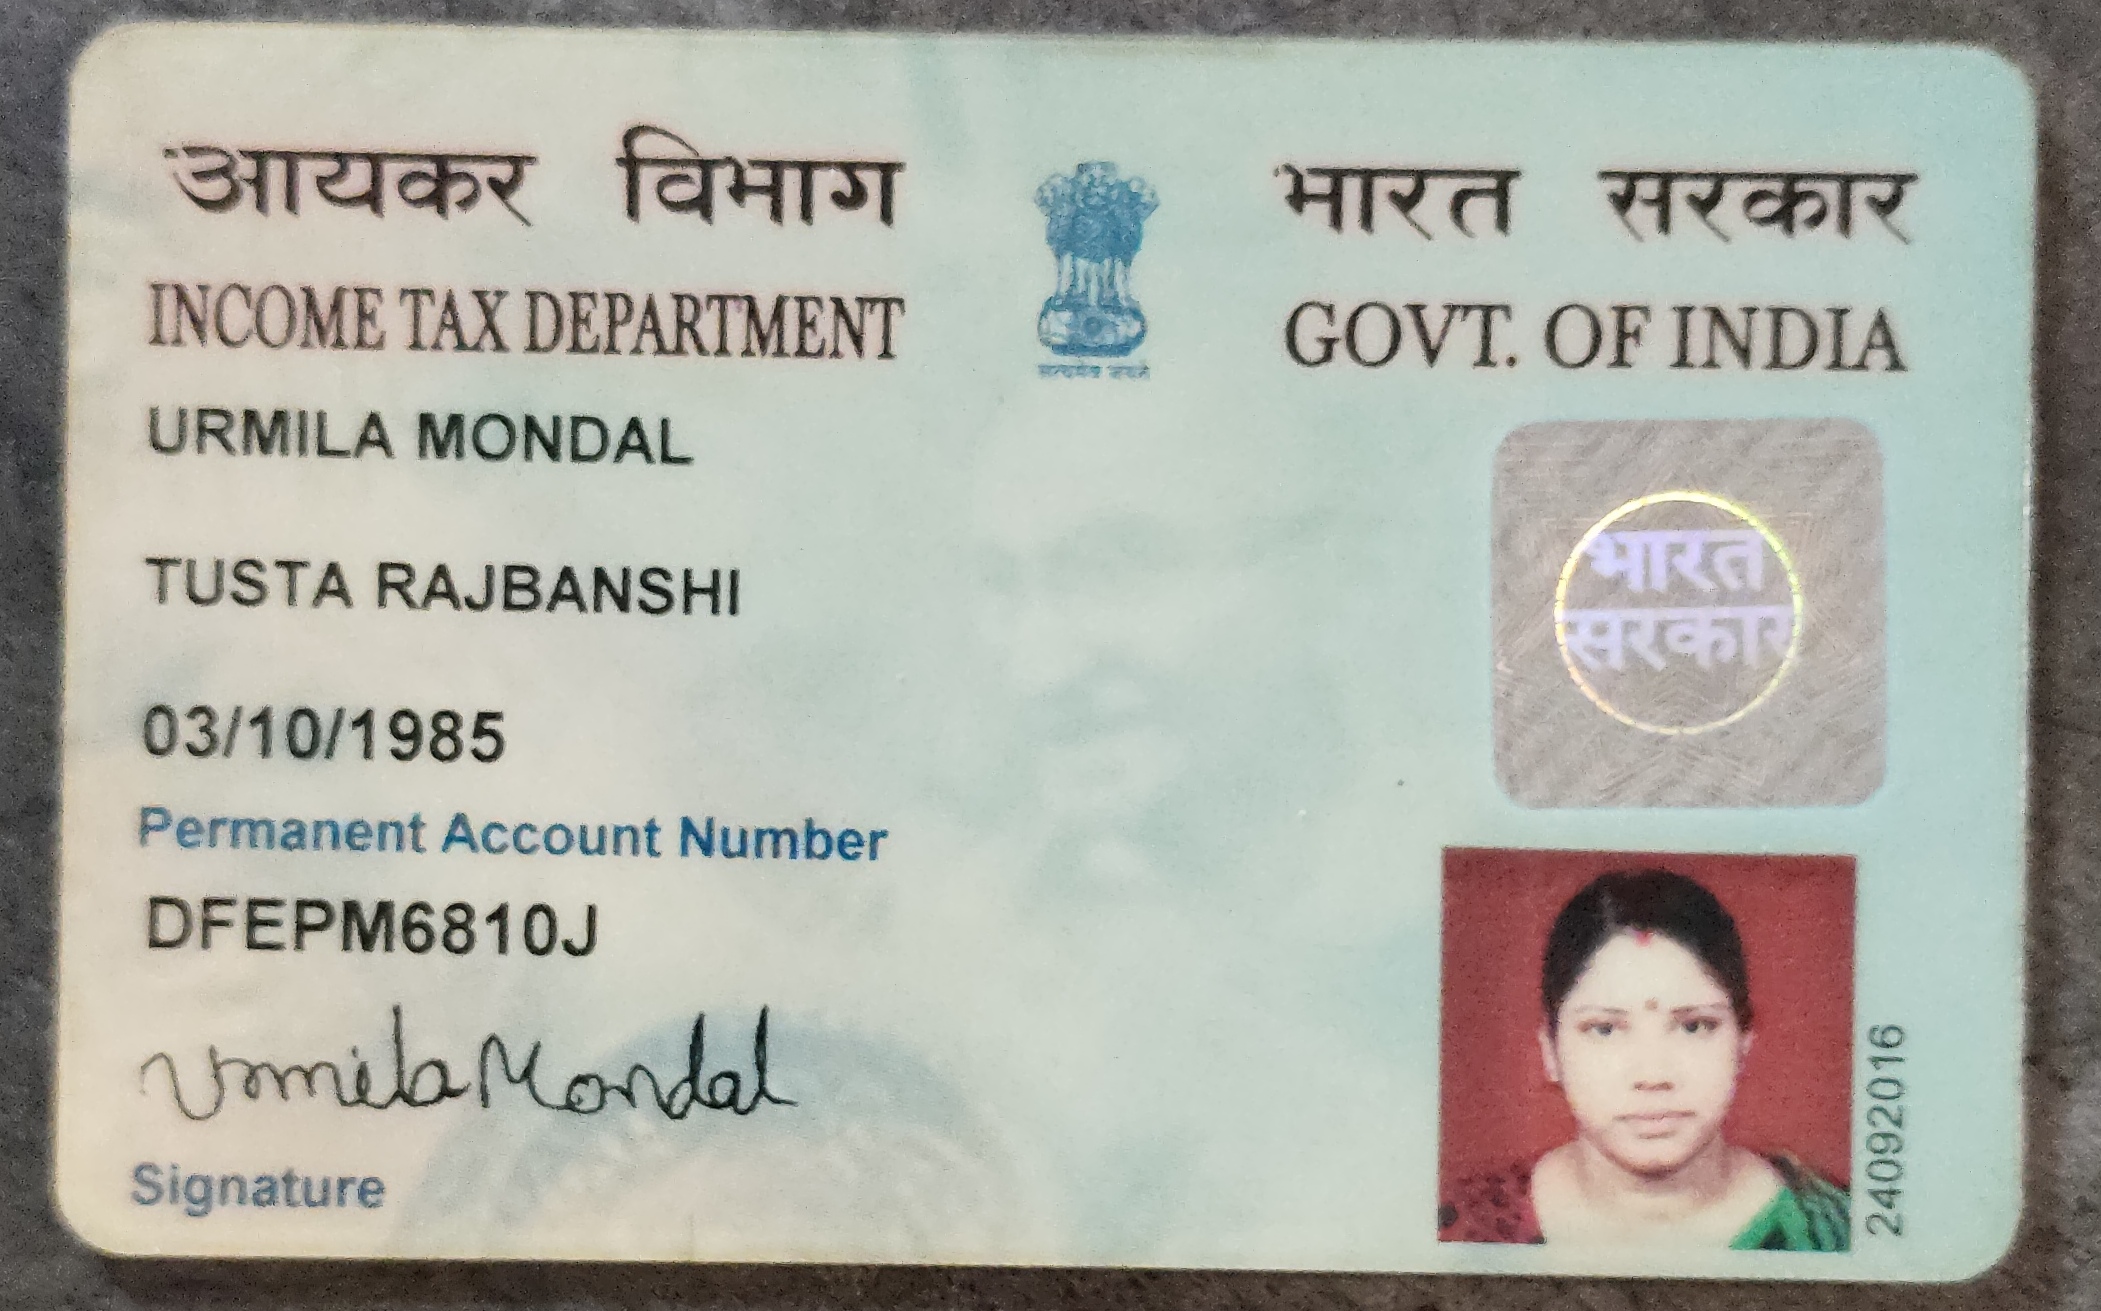 आयकर विभाग
INCOME TAX DEPARTMENT
सत्यमेव जयते
भारत सरकार
GOVT. OF INDIA
URMILA MONDAL
TUSTA RAJBANSHI
03/10/1985
Permanent Account Number
DFEPM6810J
Urmila Mondal
Signature
भारत
सरकार
24092016